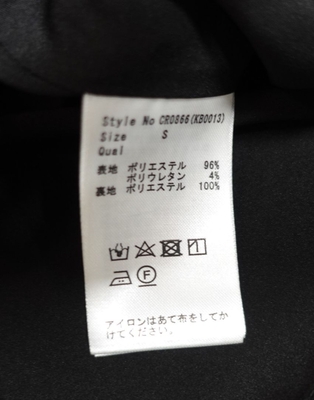 Style No CR0866(KB0013)
Size S
Qual
表地 ポリエステル 96%
ポリウレタン 4%
裏地 ポリエステル 100%
F
アイロンはあて布をしてか
けてください。